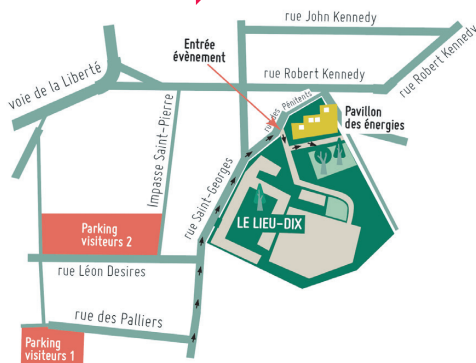 rue John Kennedy
Entrée
évènement
rue Robert Kennedy
rue Robert Kennedy
voie de la Liberté
rue des Pénitents
Pavillon
des énergies
Impasse Saint-Pierre
rue Saint-Georges
LE LIEU-DIX
Parking
visiteurs 2
rue Léon Desires
rue des Palliers
Parking
visiteurs 1